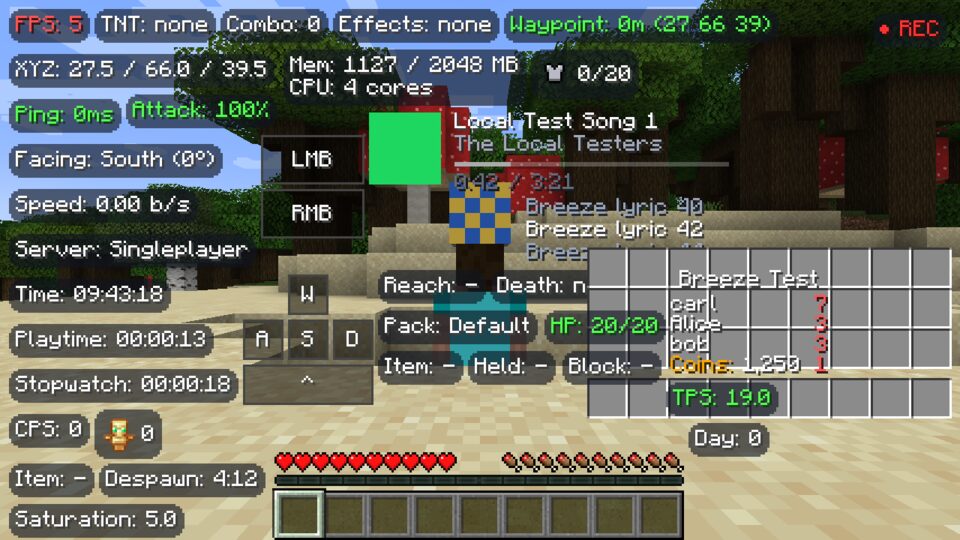 FPS: 5 TNT: none Combo: 0 Effects: none Waypoint: 0m (27 66 39)
REC
XYZ: 27.5 / 66.0 / 39.5
Mem: 1127 / 2048 MB
CPU: 4 cores
0/20
Ping: 0ms
Attack: 100%
Local Test Song 1
The Local Testers
0:42 / 3:21
Facing: South (0°)
LMB
RMB
Speed: 0.00 b/s
Breeze lyric 40
Breeze lyric 42
Breeze lyric
Server: Singleplayer
Time: 09:43:18
W
A S D
^
Reach: - Death: n
Breeze Test
carl 7
Alice 3
bob 3
Coins: 1,250 1
Pack: Default HP: 20/20
Playtime: 00:00:13
Item: - Held: - Block: -
Stopwatch: 00:00:18
TPS: 19.0
CPS: 0
0
Day: 0
Item: - Despawn: 4:12
Saturation: 5.0